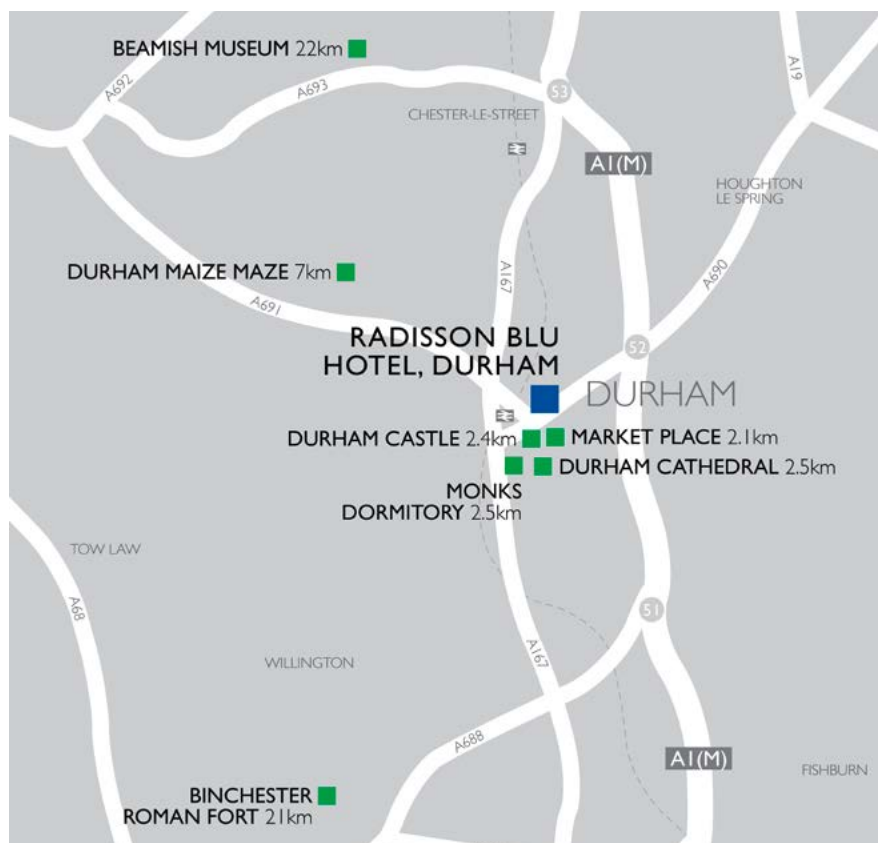 BEAMISH MUSEUM 22km
A692
A693
53
A19
CHESTER-LE-STREET
A1(M)
HOUGHTON
LE SPRING
DURHAM MAIZE MAZE 7km
A167
A690
A691
RADISSON BLU
HOTEL, DURHAM
52
DURHAM
DURHAM CASTLE 2.4km
MARKET PLACE 2.1km
DURHAM CATHEDRAL 2.5km
MONKS
DORMITORY 2.5km
TOW LAW
A68
51
WILLINGTON
A167
A688
A1(M)
FISHBURN
BINCHESTER
ROMAN FORT 21km